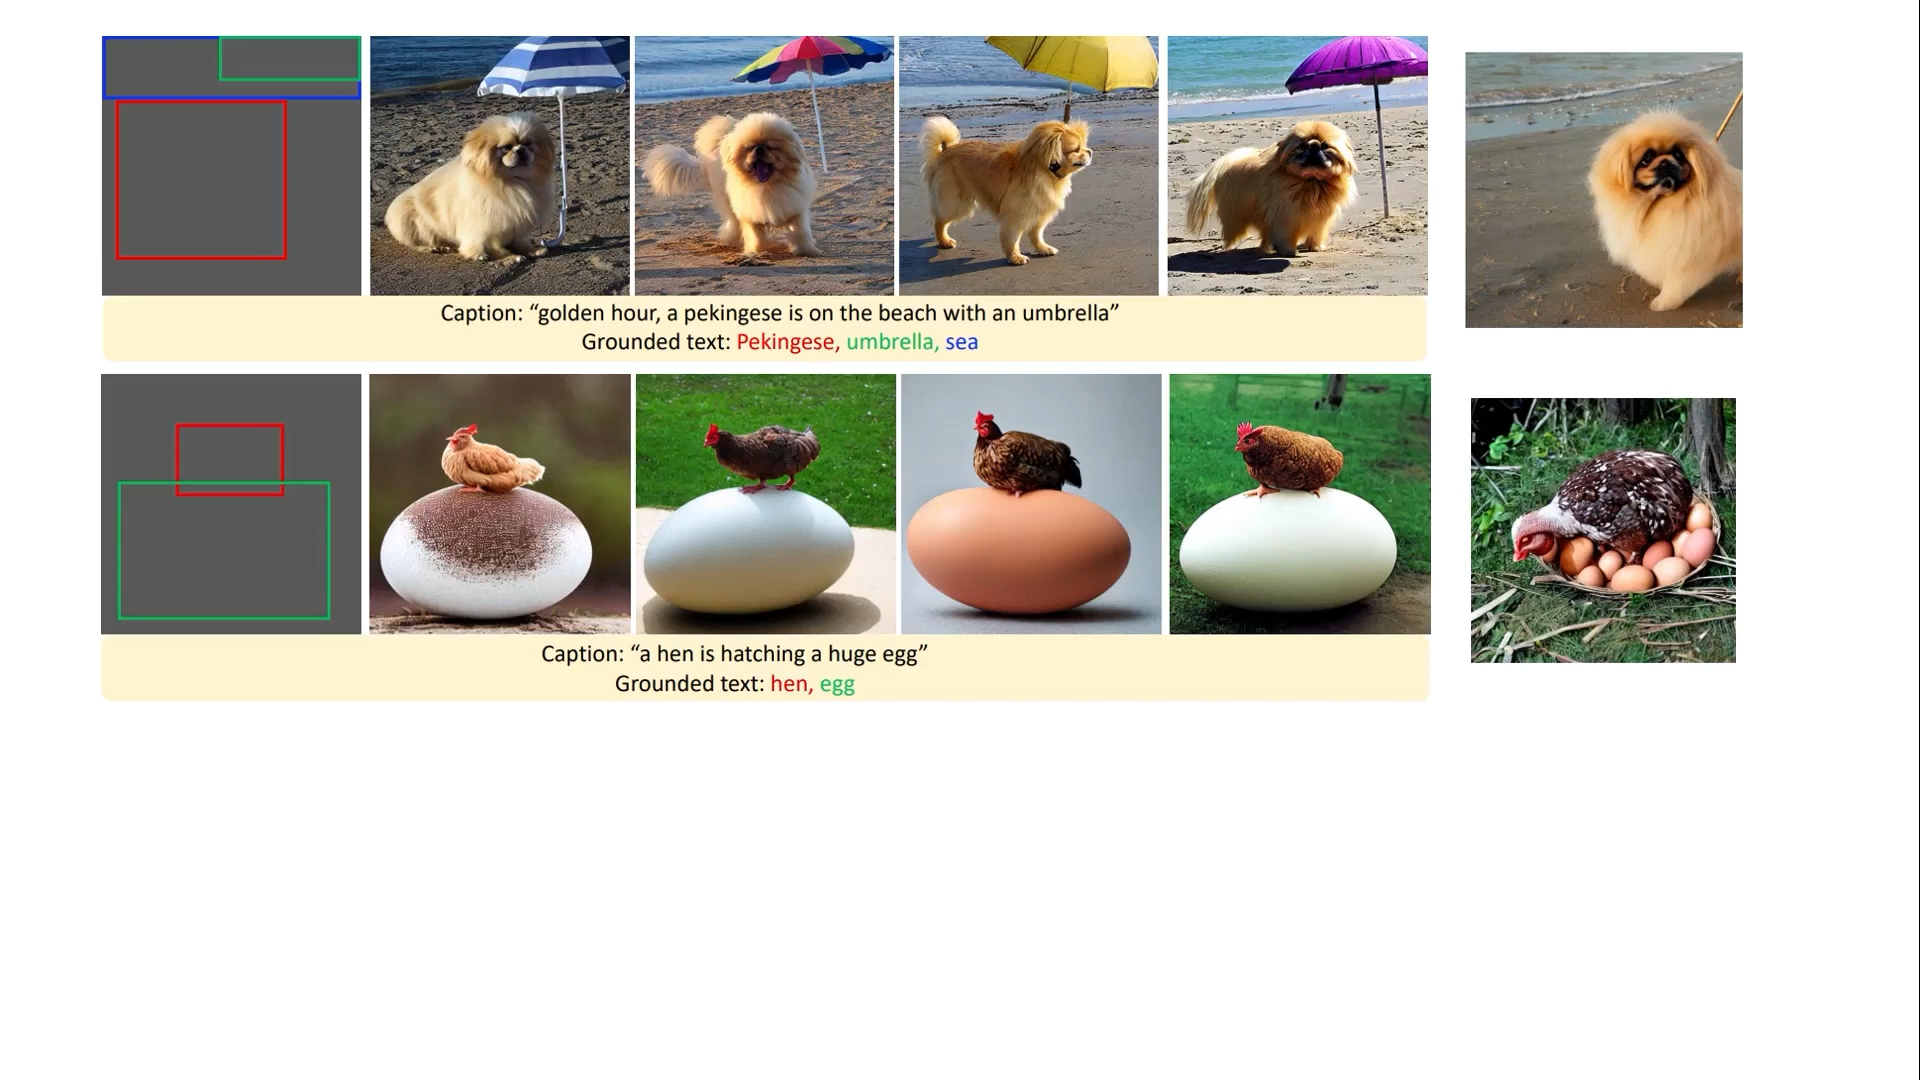 Caption: “golden hour, a pekingese is on the beach with an umbrella”
Grounded text: Pekingese, umbrella, sea
Caption: “a hen is hatching a huge egg”
Grounded text: hen, egg